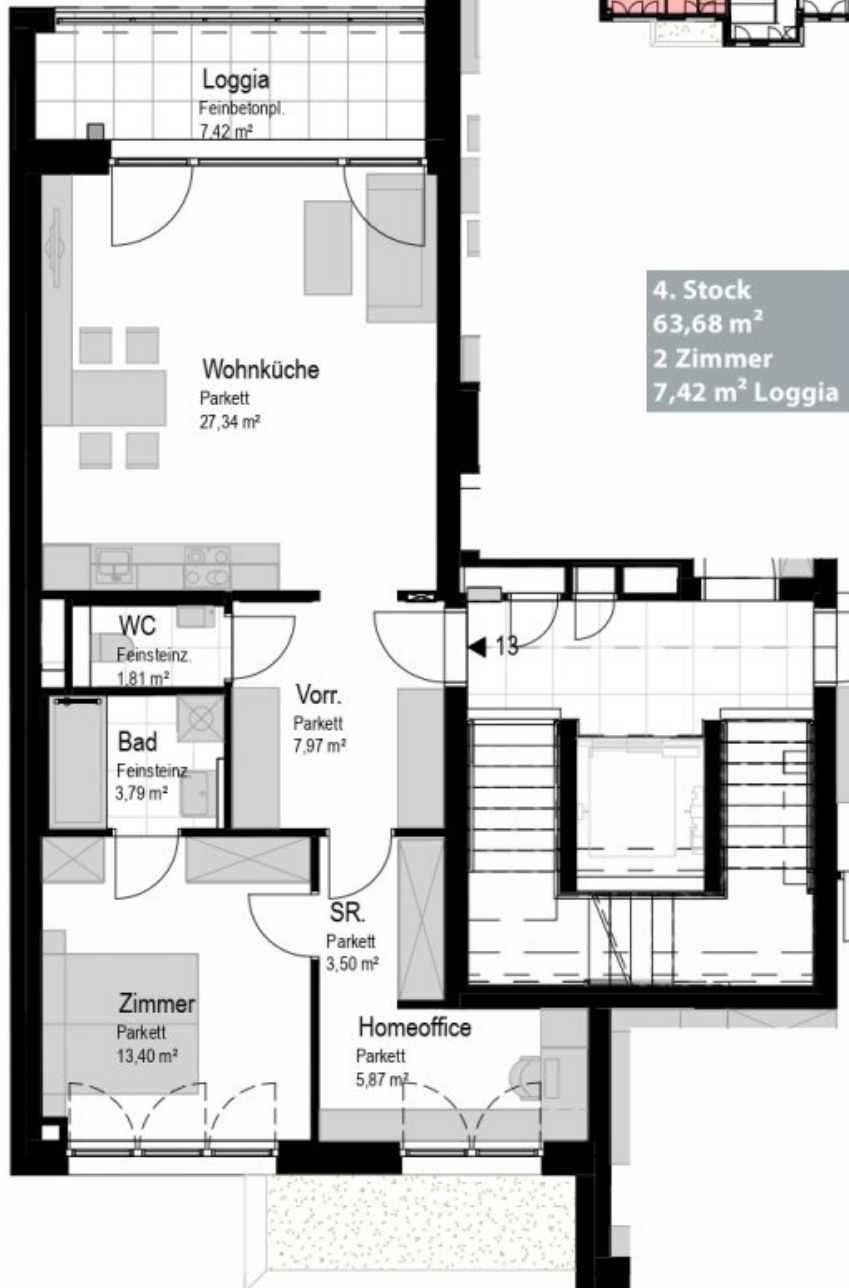 Loggia
Feinbetonpl.
7,42 m²
4. Stock
63,68 m²
2 Zimmer
7,42 m² Loggia
Wohnküche
Parkett
27,34 m²
WC
Feinsteinz.
1,81 m²
13
Vorr.
Parkett
7,97 m²
Bad
Feinsteinz.
3,79 m²
SR.
Parkett
3,50 m²
Zimmer
Parkett
13,40 m²
Homeoffice
Parkett
5,87 m²